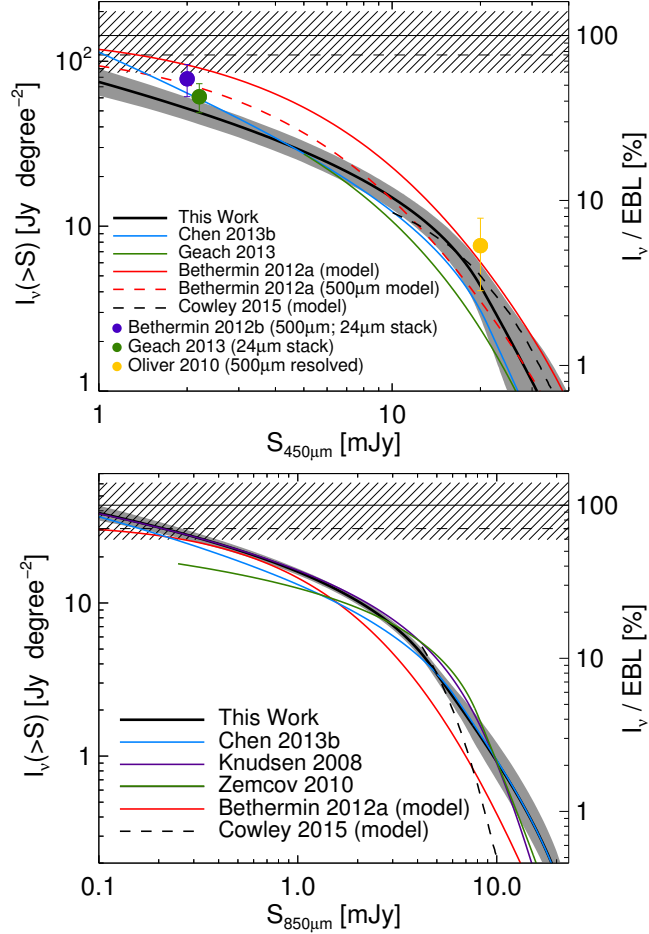 10²
10
1
I_ν(>S) [Jy degree⁻²]
100
10
1
I_ν / EBL [%]
This Work
Chen 2013b
Geach 2013
Bethermin 2012a (model)
Bethermin 2012a (500μm model)
Cowley 2015 (model)
Bethermin 2012b (500μm; 24μm stack)
Geach 2013 (24μm stack)
Oliver 2010 (500μm resolved)
1 10
S₄₅₀μm [mJy]
10
1
I_ν(>S) [Jy degree⁻²]
100
10
1
I_ν / EBL [%]
This Work
Chen 2013b
Knudsen 2008
Zemcov 2010
Bethermin 2012a (model)
Cowley 2015 (model)
0.1 1.0 10.0
S₈₅₀μm [mJy]